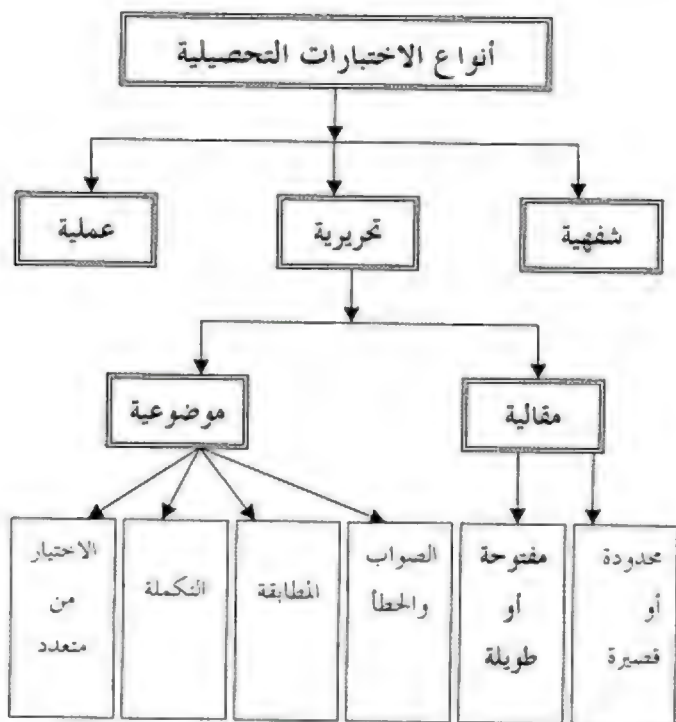 أنواع الاختبارات التحصيلية
شفهية
تحريرية
عملية
مقالية
موضوعية
محدودة
أو
قصيرة
مفتوحة
أو
طويلة
الصواب
والخطأ
المطابقة
التكملة
الاختيار
من
متعدد